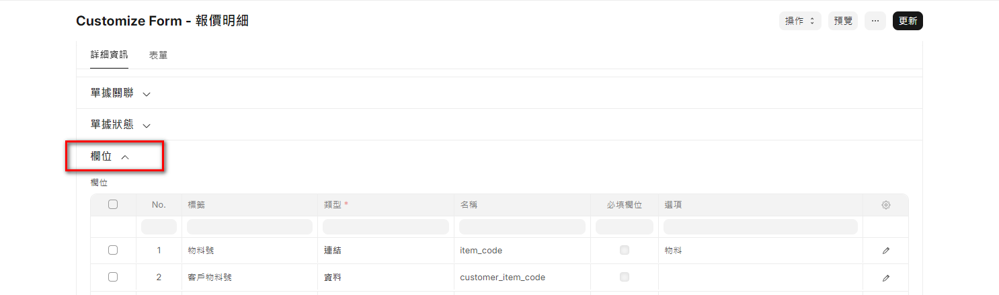 Customize Form - 報價明細
操作 預覽 ··· 更新
詳細資訊 表單
單據關聯
單據狀態
欄位
欄位
No. 標籤 類型 * 名稱 必填欄位 選項
1 物料號 連結 item_code 物料
2 客戶物料號 資料 customer_item_code